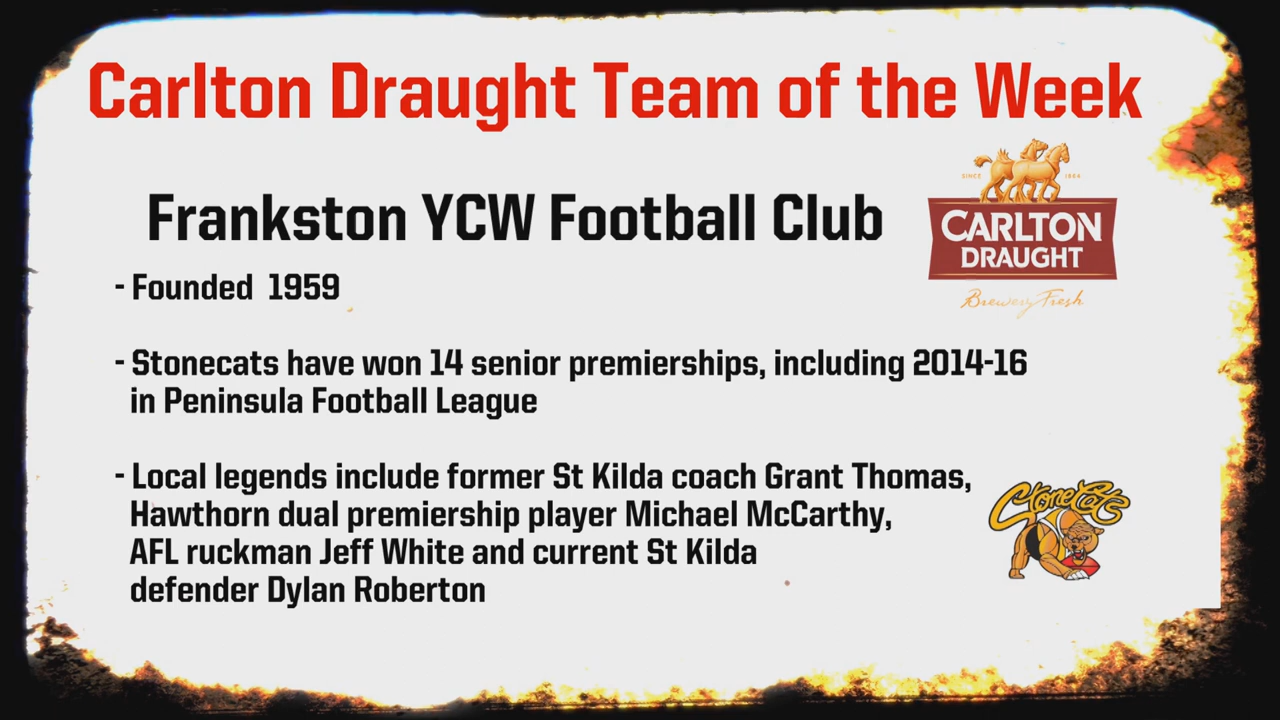 Carlton Draught Team of the Week
SINCE 1864
Frankston YCW Football Club
CARLTON
DRAUGHT
Brewery Fresh
- Founded 1959
- Stonecats have won 14 senior premierships, including 2014-16
in Peninsula Football League
- Local legends include former St Kilda coach Grant Thomas,
Hawthorn dual premiership player Michael McCarthy,
AFL ruckman Jeff White and current St Kilda
defender Dylan Roberton
StoneCats